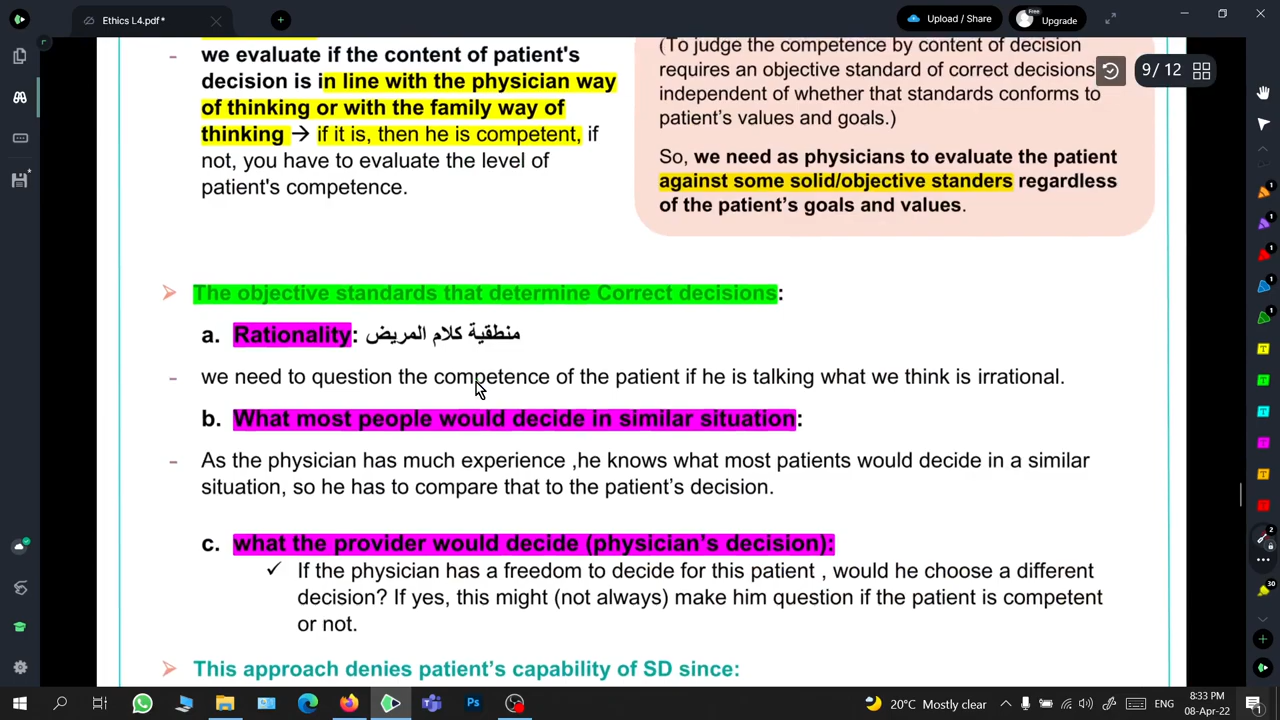 Ethics L4.pdf*
Upload / Share
Free
Upgrade
9 / 12
- we evaluate if the content of patient's
decision is in line with the physician way
of thinking or with the family way of
thinking → if it is, then he is competent, if
not, you have to evaluate the level of
patient's competence.
(To judge the competence by content of decision
requires an objective standard of correct decisions
independent of whether that standards conforms to
patient's values and goals.)
So, we need as physicians to evaluate the patient
against some solid/objective standers regardless
of the patient's goals and values.
➢ The objective standards that determine Correct decisions:
a. Rationality: منطقية كلام المريض
- we need to question the competence of the patient if he is talking what we think is irrational.
b. What most people would decide in similar situation:
- As the physician has much experience ,he knows what most patients would decide in a similar
situation, so he has to compare that to the patient's decision.
c. what the provider would decide (physician's decision):
✓ If the physician has a freedom to decide for this patient , would he choose a different
decision? If yes, this might (not always) make him question if the patient is competent
or not.
➢ This approach denies patient's capability of SD since:
20°C Mostly clear
8:33 PM
08-Apr-22